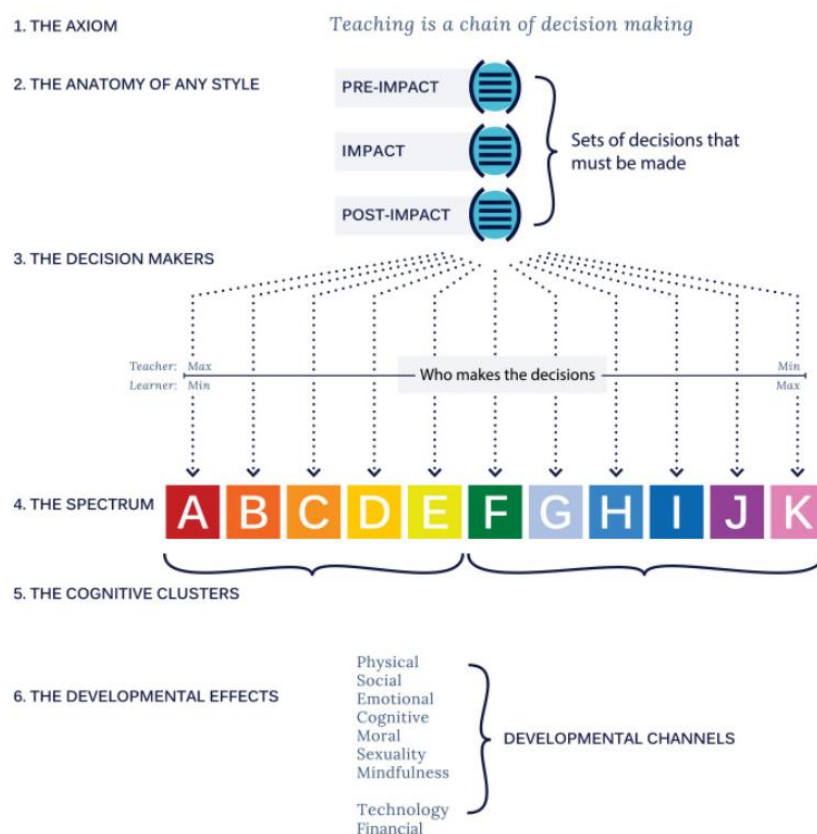 1. THE AXIOM
Teaching is a chain of decision making
2. THE ANATOMY OF ANY STYLE
PRE-IMPACT
IMPACT
POST-IMPACT
Sets of decisions that
must be made
3. THE DECISION MAKERS
Teacher: Max
Learner: Min
Who makes the decisions
Min
Max
4. THE SPECTRUM
A B C D E F G H I J K
5. THE COGNITIVE CLUSTERS
6. THE DEVELOPMENTAL EFFECTS
Physical
Social
Emotional
Cognitive
Moral
Sexuality
Mindfulness
Technology
Financial
DEVELOPMENTAL CHANNELS